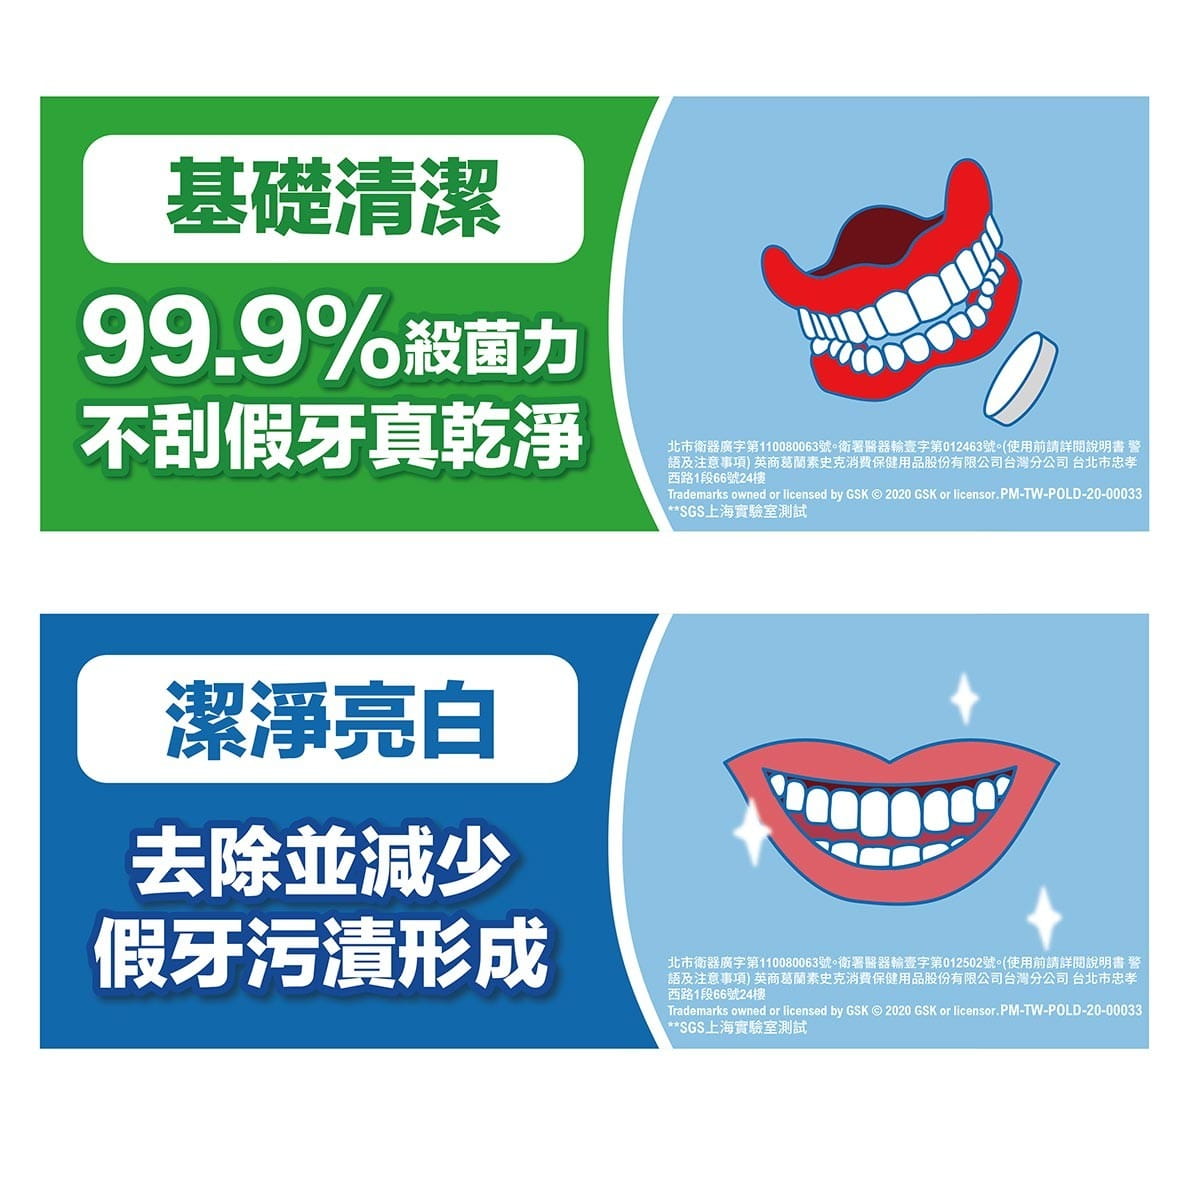 基礎清潔
99.9%殺菌力
不刮假牙真乾淨
北市衛器廣字第110080063號。衛署醫器輸壹字第012463號。(使用前請詳閱說明書 警
語及注意事項) 英商葛蘭素史克消費保健用品股份有限公司台灣分公司 台北市忠孝
西路1段66號24樓
Trademarks owned or licensed by GSK © 2020 GSK or licensor.PM-TW-POLD-20-00033
**SGS上海實驗室測試
潔淨亮白
去除並減少
假牙污漬形成
北市衛器廣字第110080063號。衛署醫器輸壹字第012502號。(使用前請詳閱說明書 警
語及注意事項) 英商葛蘭素史克消費保健用品股份有限公司台灣分公司 台北市忠孝
西路1段66號24樓
Trademarks owned or licensed by GSK © 2020 GSK or licensor.PM-TW-POLD-20-00033
**SGS上海實驗室測試